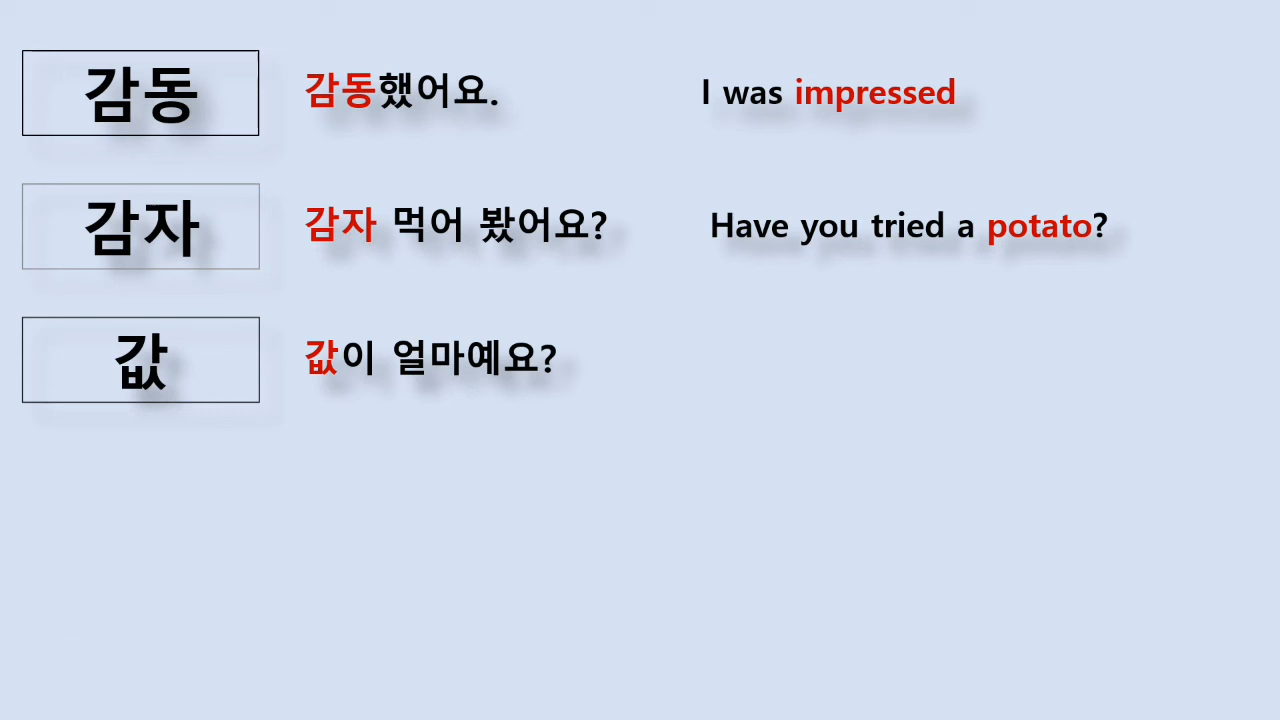 감동
감동했어요.
I was impressed
감자
감자 먹어 봤어요?
Have you tried a potato?
값
값이 얼마예요?